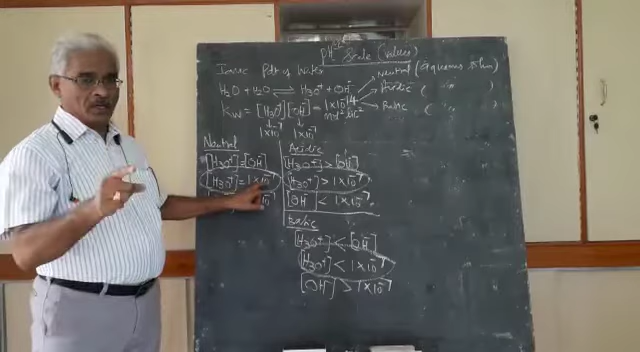 PH Scale (values)
Ionic Pdt of Water
Neutral (Aqueous soln)
H2O + H2O ⇌ H3O+ + OH-
Acidic ( " )
Kw = [H3O+][OH-] = 1×10-14
Basic ( " )
mol2 lit-2
1×10-7 1×10-7
Neutral
[H3O+] = [OH-]
[H3O+] = 1×10-7
Acidic
[H3O+] > [OH-]
[H3O+] > 1×10-7
[OH-] < 1×10-7
Basic
[H3O+] < [OH-]
[H3O+] < 1×10-7
[OH-] > 1×10-7